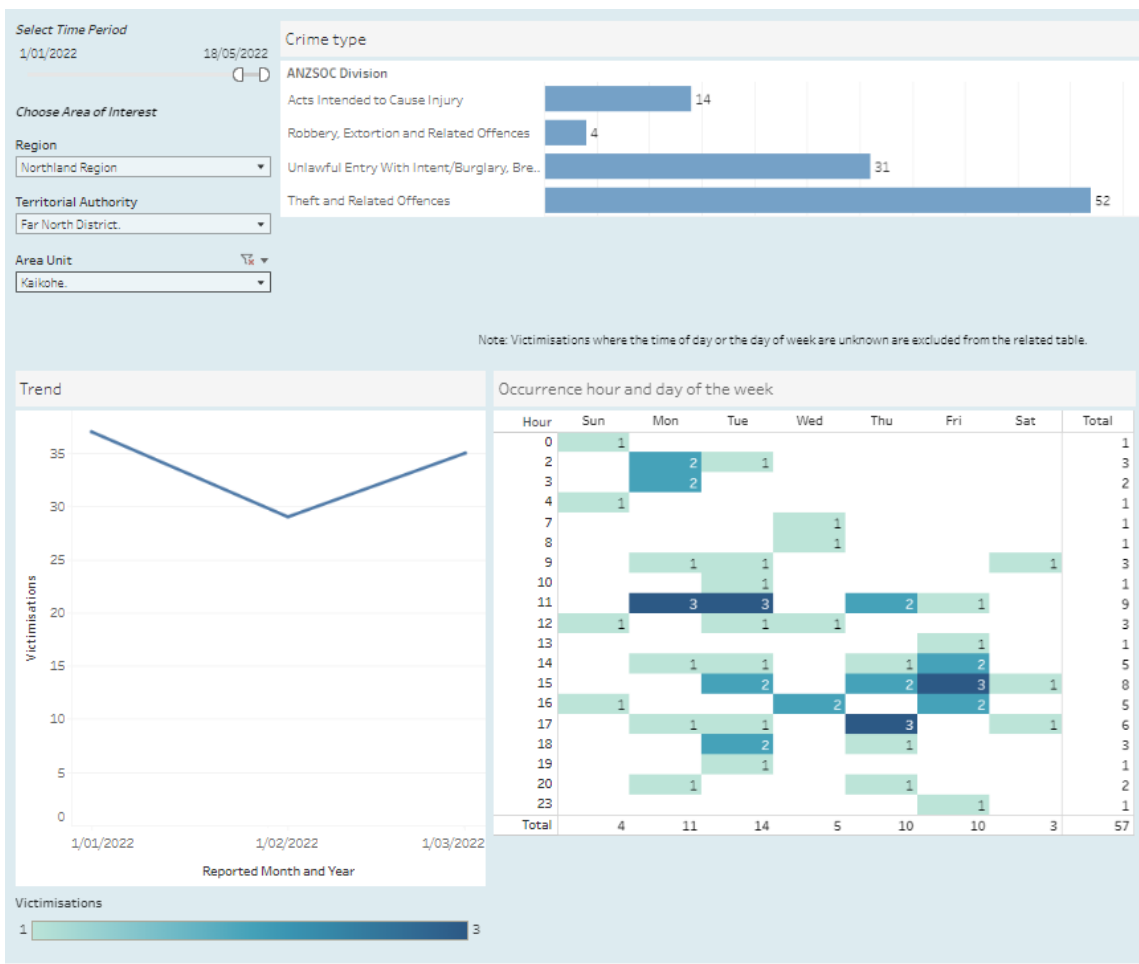 Select Time Period
1/01/2022 18/05/2022
Choose Area of Interest
Region
Northland Region
Territorial Authority
Far North District.
Area Unit
Kaikohe.
Crime type
ANZSOC Division
Acts Intended to Cause Injury 14
Robbery, Extortion and Related Offences 4
Unlawful Entry With Intent/Burglary, Bre.. 31
Theft and Related Offences 52
Note: Victimisations where the time of day or the day of week are unknown are excluded from the related table.
Trend
Victimisations
35
30
25
20
15
10
5
0
1/01/2022 1/02/2022 1/03/2022
Reported Month and Year
Victimisations
1 3
Occurrence hour and day of the week
Hour Sun Mon Tue Wed Thu Fri Sat Total
0 1 1
2 2 1 3
3 2 2
4 1 1
7 1 1
8 1 1
9 1 1 1 3
10 1 1
11 3 3 2 1 9
12 1 1 1 3
13 1 1
14 1 1 1 2 5
15 2 2 3 1 8
16 1 2 2 5
17 1 1 3 1 6
18 2 1 3
19 1 1
20 1 1 2
23 1 1
Total 4 11 14 5 10 10 3 57